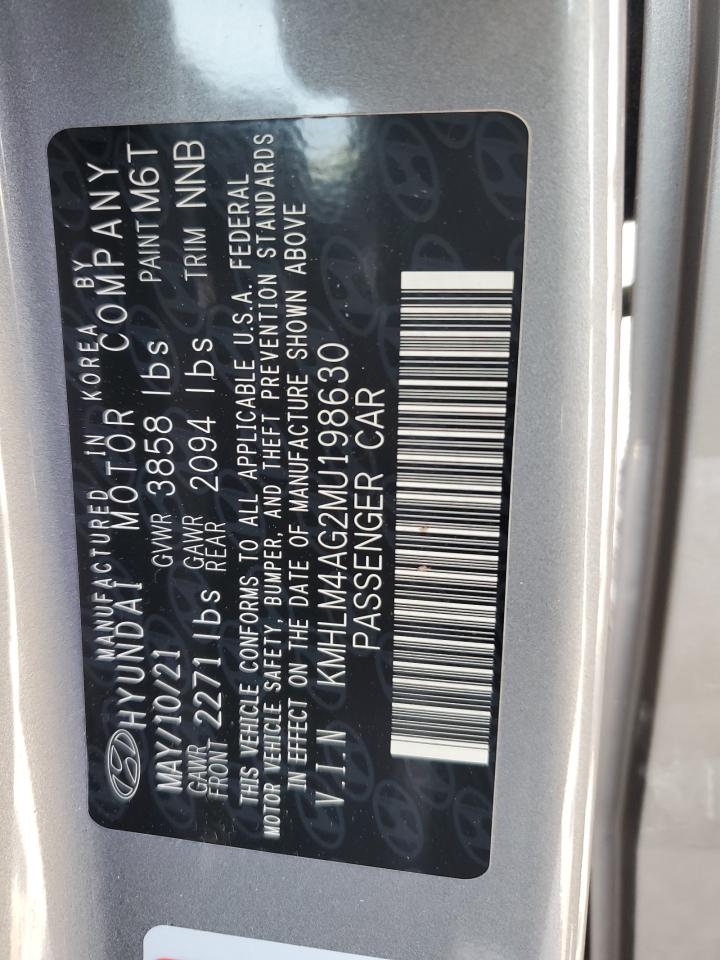 MANUFACTURED IN KOREA BY
HYUNDAI MOTOR COMPANY
MAY/10/21 GVWR 3858 lbs PAINT M6T
GAWR FRONT 2271 lbs GAWR REAR 2094 lbs TRIM NNB
THIS VEHICLE CONFORMS TO ALL APPLICABLE U.S.A. FEDERAL
MOTOR VEHICLE SAFETY, BUMPER, AND THEFT PREVENTION STANDARDS
IN EFFECT ON THE DATE OF MANUFACTURE SHOWN ABOVE
V.I.N KMHLM4AG2MU198630
PASSENGER CAR